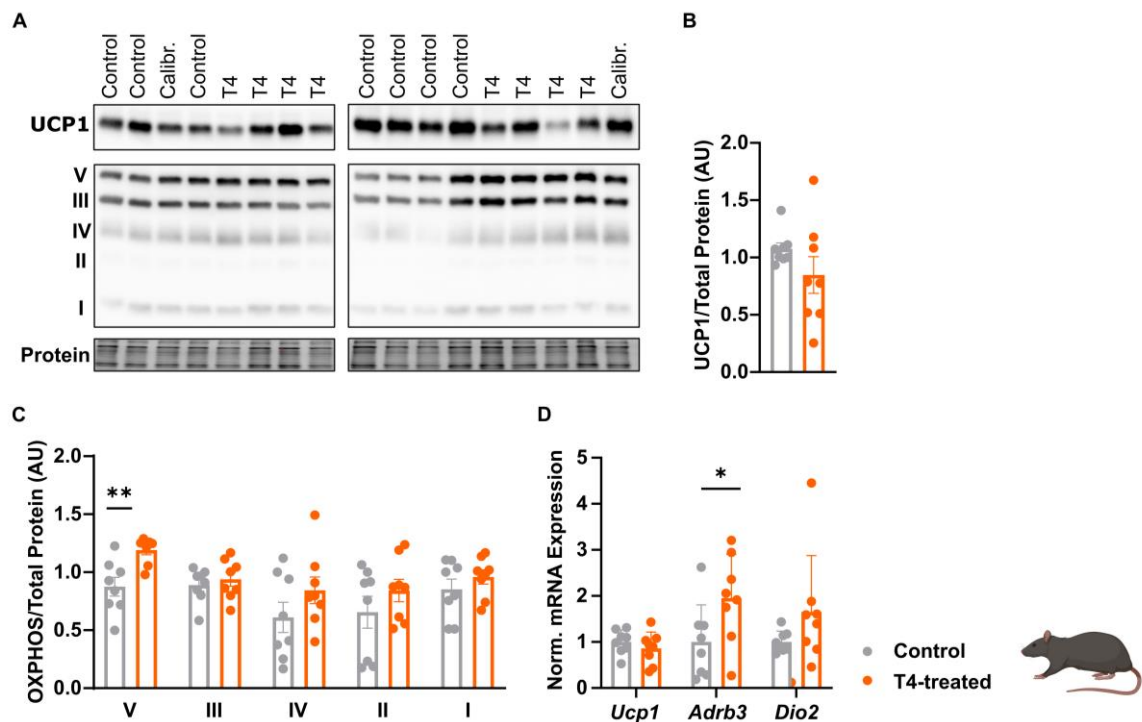 A
Control Control Calibr. Control T4 T4 T4 T4
Control Control Control Control T4 T4 T4 T4 Calibr.
UCP1
V
III
IV
II
I
Protein
B
UCP1/Total Protein (AU)
2.0
1.5
1.0
0.5
0.0
C
OXPHOS/Total Protein (AU)
2.0
1.5
1.0
0.5
0.0
**
V III IV II I
D
Norm. mRNA Expression
5
4
3
2
1
0
*
Ucp1 Adrb3 Dio2
Control
T4-treated